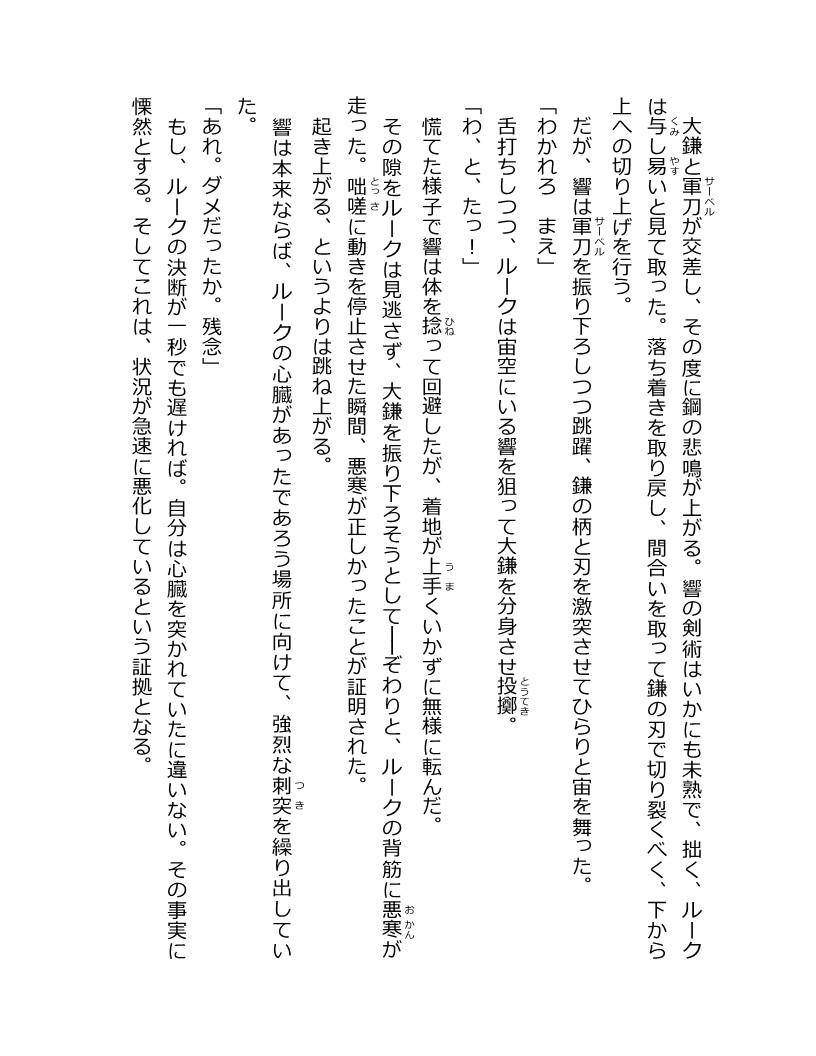 大鎌と軍刀が交差し、その度に鋼の悲鳴が上がる。響の剣術はいかにも未熟で、拙く、ルーク
は与し易いと見て取った。落ち着きを取り戻し、間合いを取って鎌の刃で切り裂くべく、下から
上への切り上げを行う。
だが、響は軍刀を振り下ろしつつ跳躍、鎌の柄と刃を激突させてひらりと宙を舞った。
「わかれろ　まえ」
舌打ちしつつ、ルークは宙空にいる響を狙って大鎌を分身させ投擲。
「わ、と、たっ！」
慌てた様子で響は体を捻って回避したが、着地が上手くいかずに無様に転んだ。
その隙をルークは見逃さず、大鎌を振り下ろそうとして――ぞわりと、ルークの背筋に悪寒が
走った。咄嗟に動きを停止させた瞬間、悪寒が正しかったことが証明された。
起き上がる、というよりは跳ね上がる。
響は本来ならば、ルークの心臓があったであろう場所に向けて、強烈な刺突を繰り出してい
た。
「あれ。ダメだったか。残念」
もし、ルークの決断が一秒でも遅ければ。自分は心臓を突かれていたに違いない。その事実に
慄然とする。そしてこれは、状況が急速に悪化しているという証拠となる。